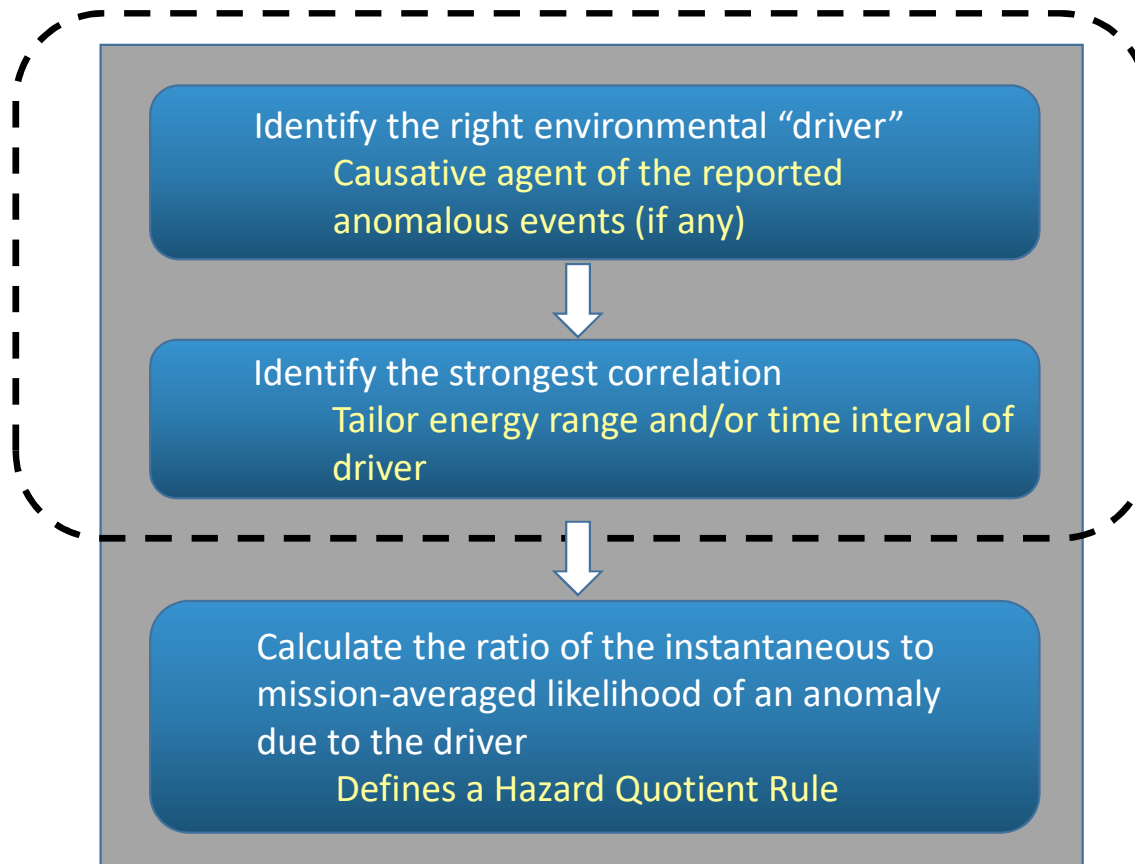 Identify the right environmental “driver”
Causative agent of the reported
anomalous events (if any)
Identify the strongest correlation
Tailor energy range and/or time interval of
driver
Calculate the ratio of the instantaneous to
mission-averaged likelihood of an anomaly
due to the driver
Defines a Hazard Quotient Rule